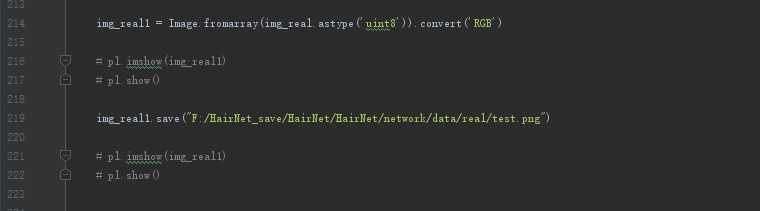 213
214 img_real1 = Image.fromarray(img_real.astype('uint8')).convert('RGB')
215
216 # pl.imshow(img_real1)
217 # pl.show()
218
219 img_real1.save("F:/HairNet_save/HairNet/HairNet/network/data/real/test.png")
220
221 # pl.imshow(img_real1)
222 # pl.show()
223